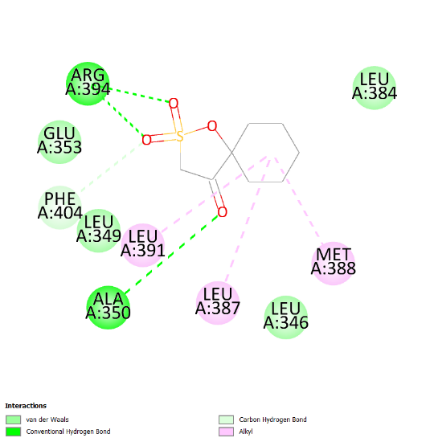 ARG
A:394
LEU
A:384
O
O
GLU
A:353
O
S
PHE
A:404
LEU
A:349
LEU
A:391
O
MET
A:388
ALA
A:350
LEU
A:387
LEU
A:346
Interactions
van der Waals
Conventional Hydrogen Bond
Carbon Hydrogen Bond
Alkyl